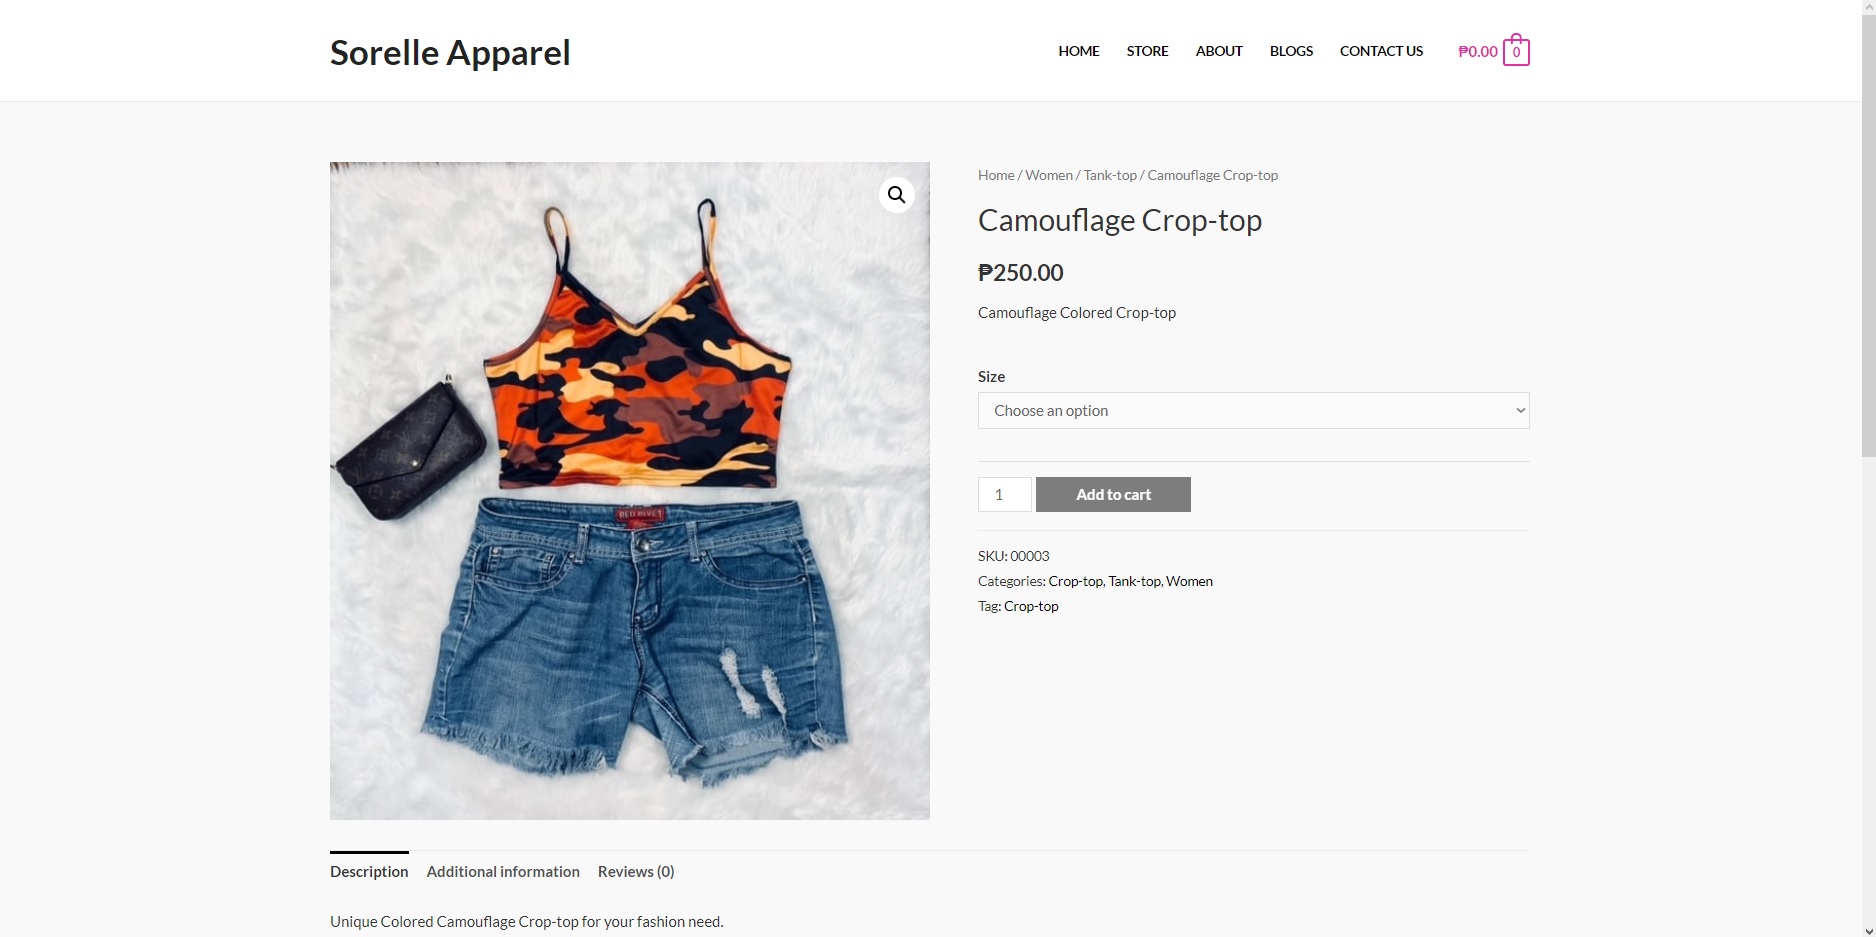 Sorelle Apparel
HOME STORE ABOUT BLOGS CONTACT US ₱0.00 0
Home / Women / Tank-top / Camouflage Crop-top
Camouflage Crop-top
₱250.00
Camouflage Colored Crop-top
Size
Choose an option
1 Add to cart
SKU: 00003
Categories: Crop-top, Tank-top, Women
Tag: Crop-top
RED RIVET
Description Additional information Reviews (0)
Unique Colored Camouflage Crop-top for your fashion need.